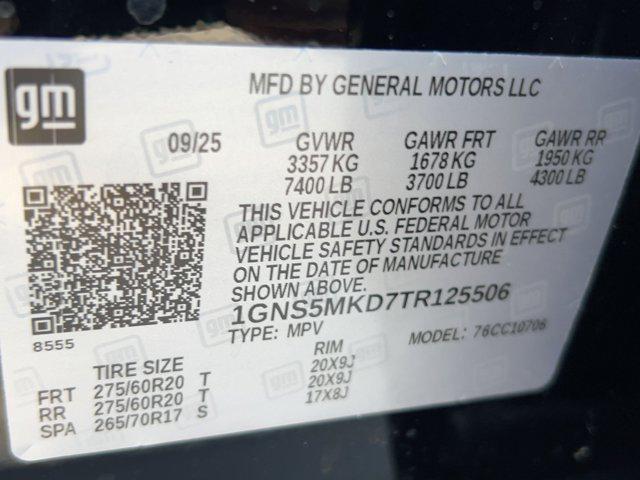 gm
MFD BY GENERAL MOTORS LLC
09/25 GVWR GAWR FRT GAWR RR
3357 KG 1678 KG 1950 KG
7400 LB 3700 LB 4300 LB
THIS VEHICLE CONFORMS TO ALL
APPLICABLE U.S. FEDERAL MOTOR
VEHICLE SAFETY STANDARDS IN EFFECT
ON THE DATE OF MANUFACTURE
SHOWN ABOVE.
1GNS5MKD7TR125506
8555
TYPE: MPV MODEL: 76CC10706
TIRE SIZE RIM
FRT 275/60R20 T 20X9J
RR 275/60R20 T 20X9J
SPA 265/70R17 S 17X8J